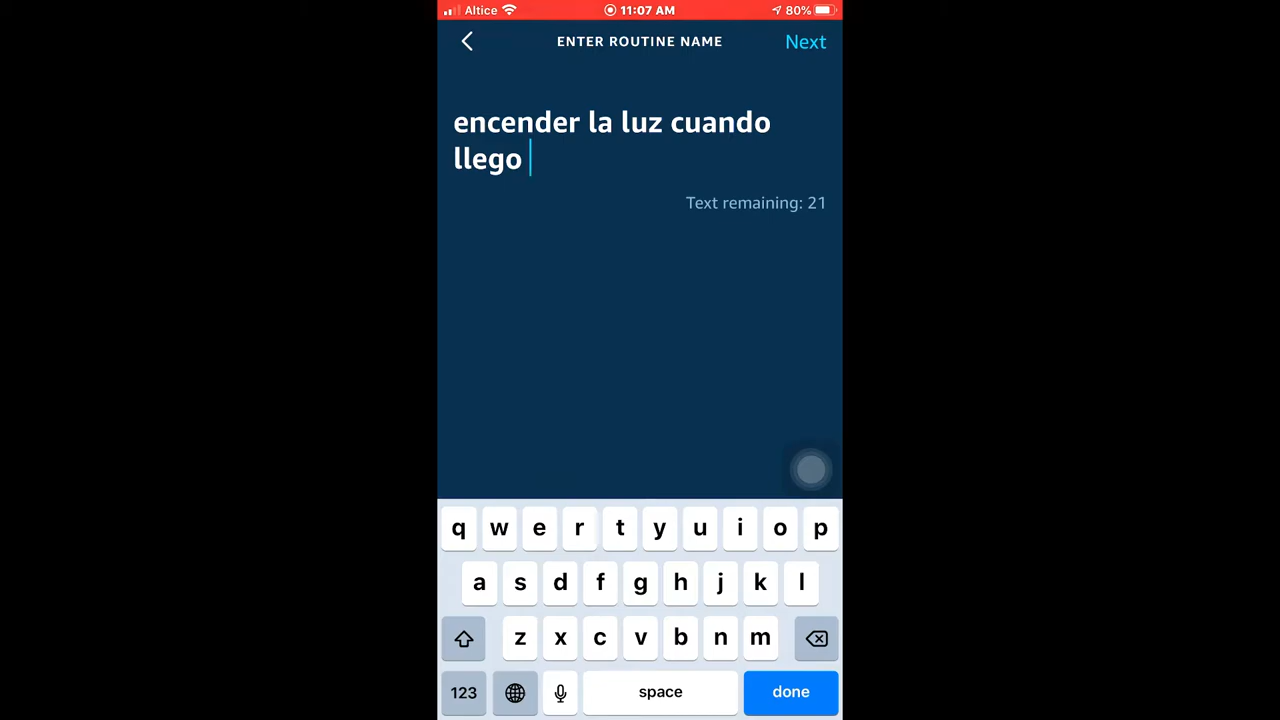 Altice 11:07 AM 80%
ENTER ROUTINE NAME Next
encender la luz cuando
llego
Text remaining: 21
q w e r t y u i o p
a s d f g h j k l
z x c v b n m
123 space done